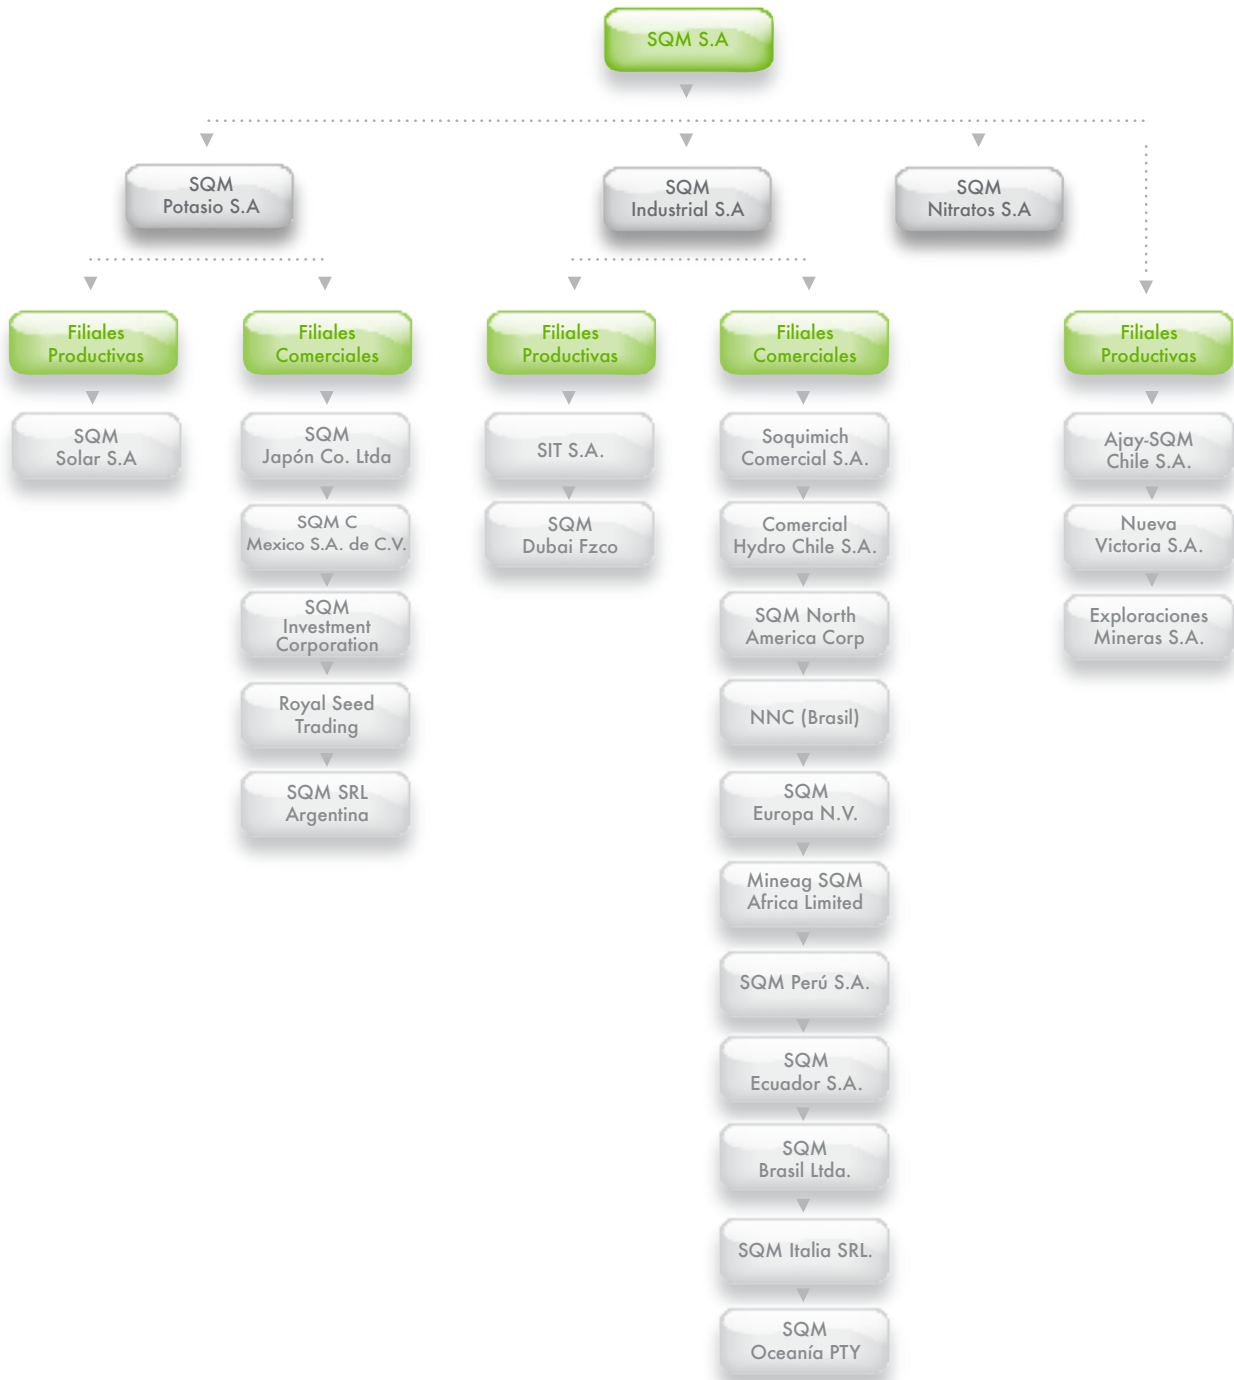 SQM S.A
SQM
Potasio S.A
SQM
Industrial S.A
SQM
Nitratos S.A
Filiales
Productivas
Filiales
Comerciales
Filiales
Productivas
Filiales
Comerciales
Filiales
Productivas
SQM
Solar S.A
SQM
Japón Co. Ltda
SQM C
Mexico S.A. de C.V.
SQM
Investment
Corporation
Royal Seed
Trading
SQM SRL
Argentina
SIT S.A.
SQM
Dubai Fzco
Soquimich
Comercial S.A.
Comercial
Hydro Chile S.A.
SQM North
America Corp
NNC (Brasil)
SQM
Europa N.V.
Mineag SQM
Africa Limited
SQM Perú S.A.
SQM
Ecuador S.A.
SQM
Brasil Ltda.
SQM Italia SRL.
SQM
Oceanía PTY
Ajay-SQM
Chile S.A.
Nueva
Victoria S.A.
Exploraciones
Mineras S.A.